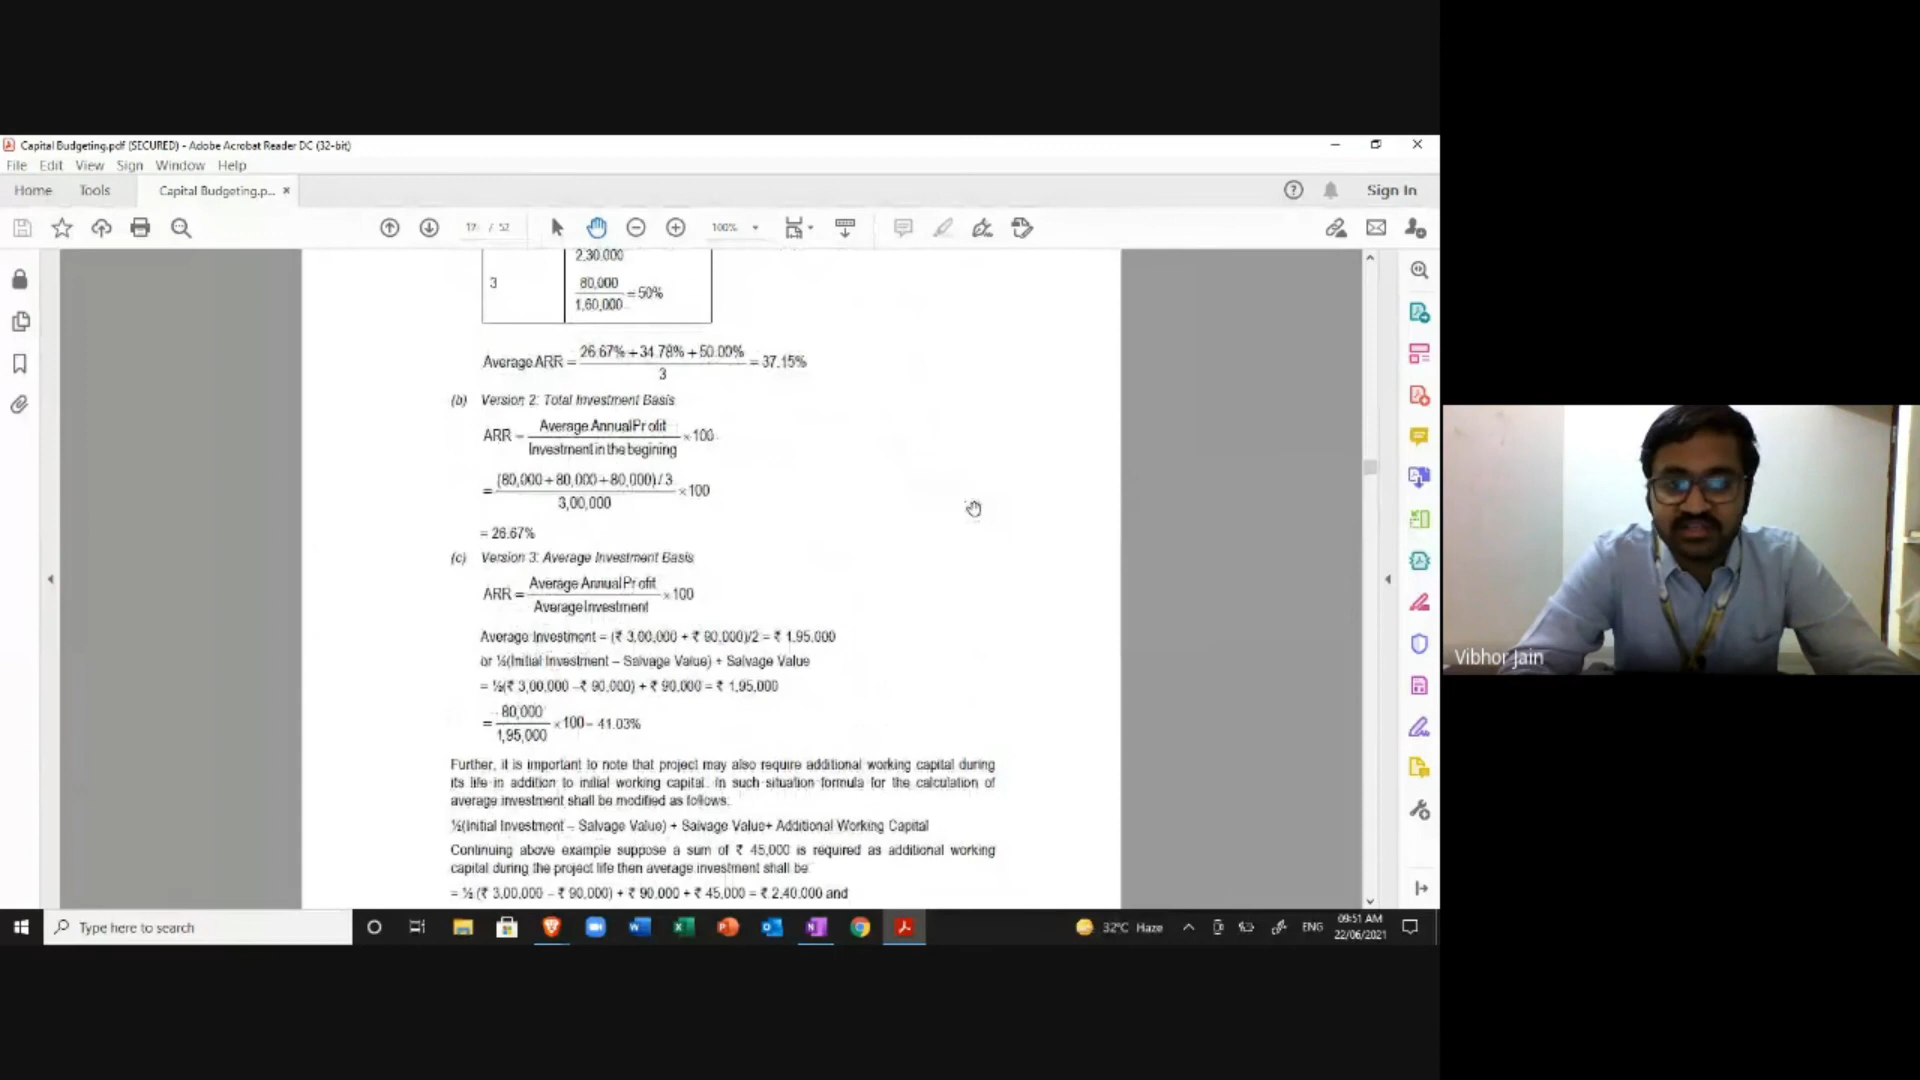 Capital Budgeting.pdf (SECURED) - Adobe Acrobat Reader DC (32-bit)
File Edit View Sign Window Help
Home Tools Capital Budgeting.p... × Sign In
17 / 52 100%
2,30,000
3 80,000
1,60,000 = 50%
Average ARR = 26.67% + 34.78% + 50.00%
3 = 37.15%
(b) Version 2: Total Investment Basis
ARR = Average AnnualPr ofit
Investment in the begining × 100
= (80,000 + 80,000 + 80,000) / 3
3,00,000 × 100
= 26.67%
(c) Version 3: Average Investment Basis
ARR = Average AnnualPr ofit
Average Investment × 100
Average Investment = (₹ 3,00,000 + ₹ 90,000)/2 = ₹ 1,95,000
or ½(Initial Investment – Salvage Value) + Salvage Value
= ½(₹ 3,00,000 –₹ 90,000) + ₹ 90,000 = ₹ 1,95,000
= 80,000
1,95,000 × 100 = 41.03%
Further, it is important to note that project may also require additional working capital during
its life in addition to initial working capital. In such situation formula for the calculation of
average investment shall be modified as follows:
½(Initial Investment – Salvage Value) + Salvage Value+ Additional Working Capital
Continuing above example suppose a sum of ₹ 45,000 is required as additional working
capital during the project life then average investment shall be
= ½ (₹ 3,00,000 – ₹ 90,000) + ₹ 90,000 + ₹ 45,000 = ₹ 2,40,000 and
Type here to search
32°C Haze ENG 09:51 AM
22/06/2021
Vibhor Jain